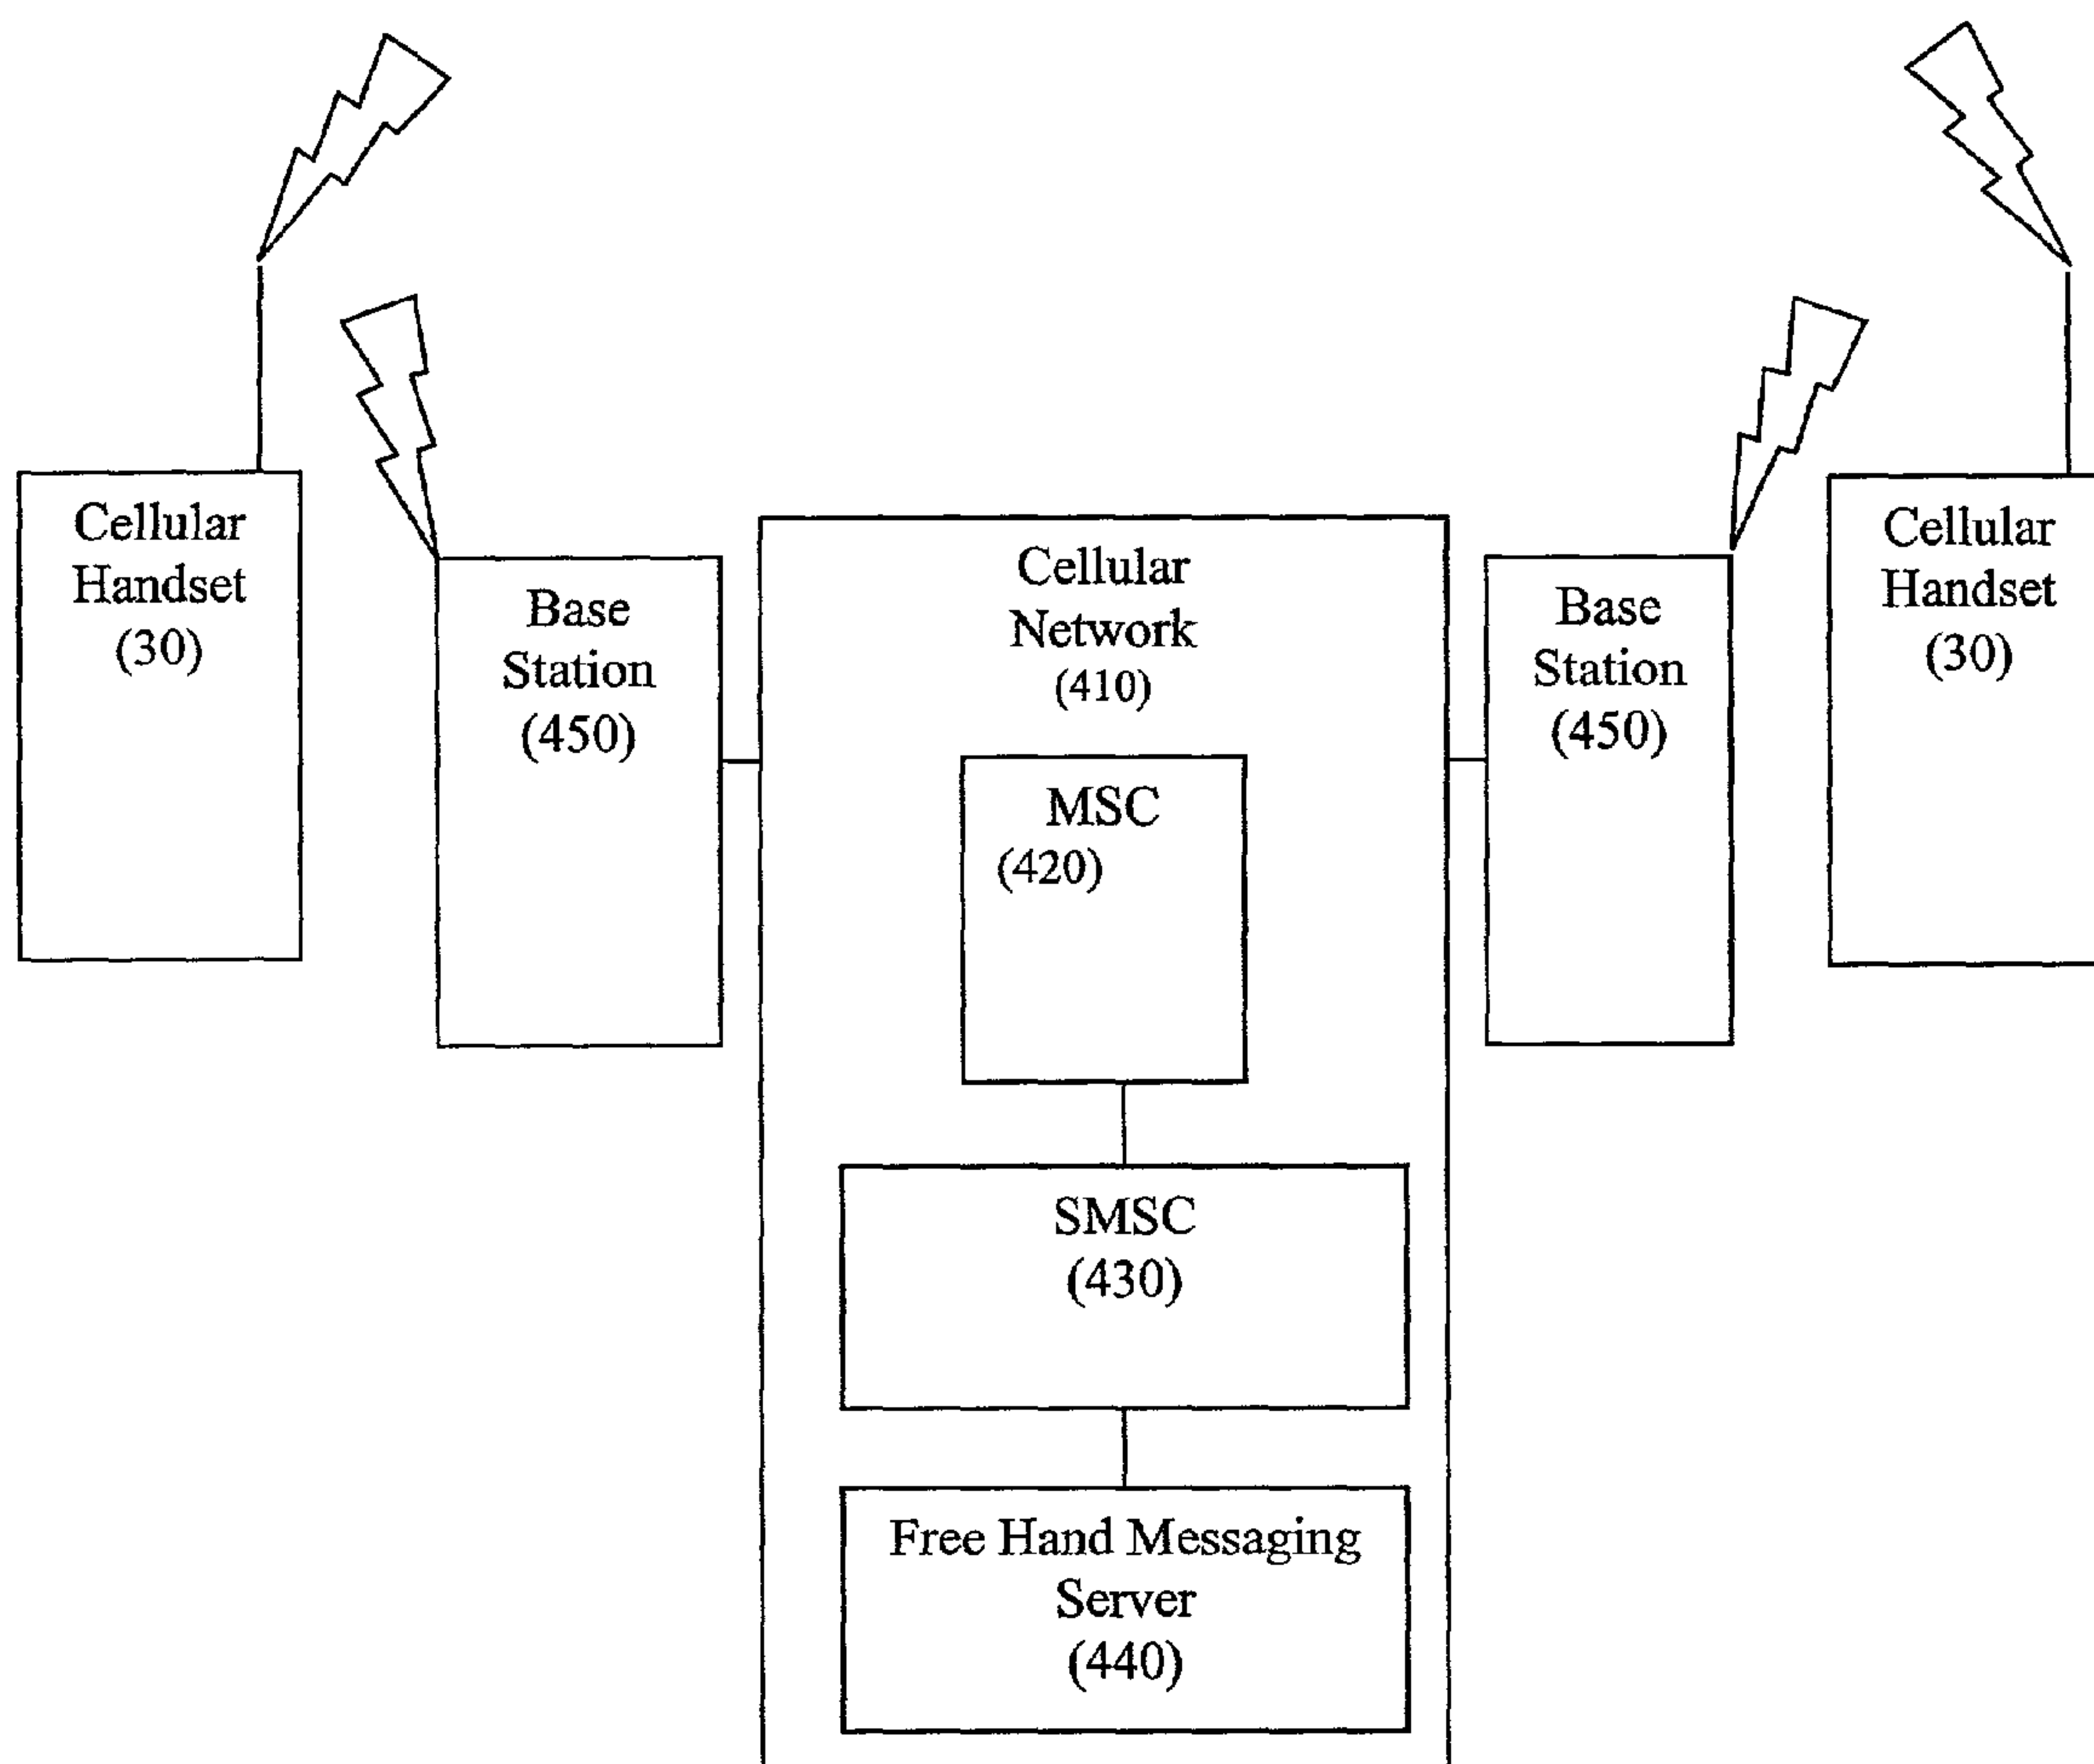 Cellular
Handset
(30)
Base
Station
(450)
Cellular
Network
(410)
MSC
(420)
SMSC
(430)
Free Hand Messaging
Server
(440)
Base
Station
(450)
Cellular
Handset
(30)